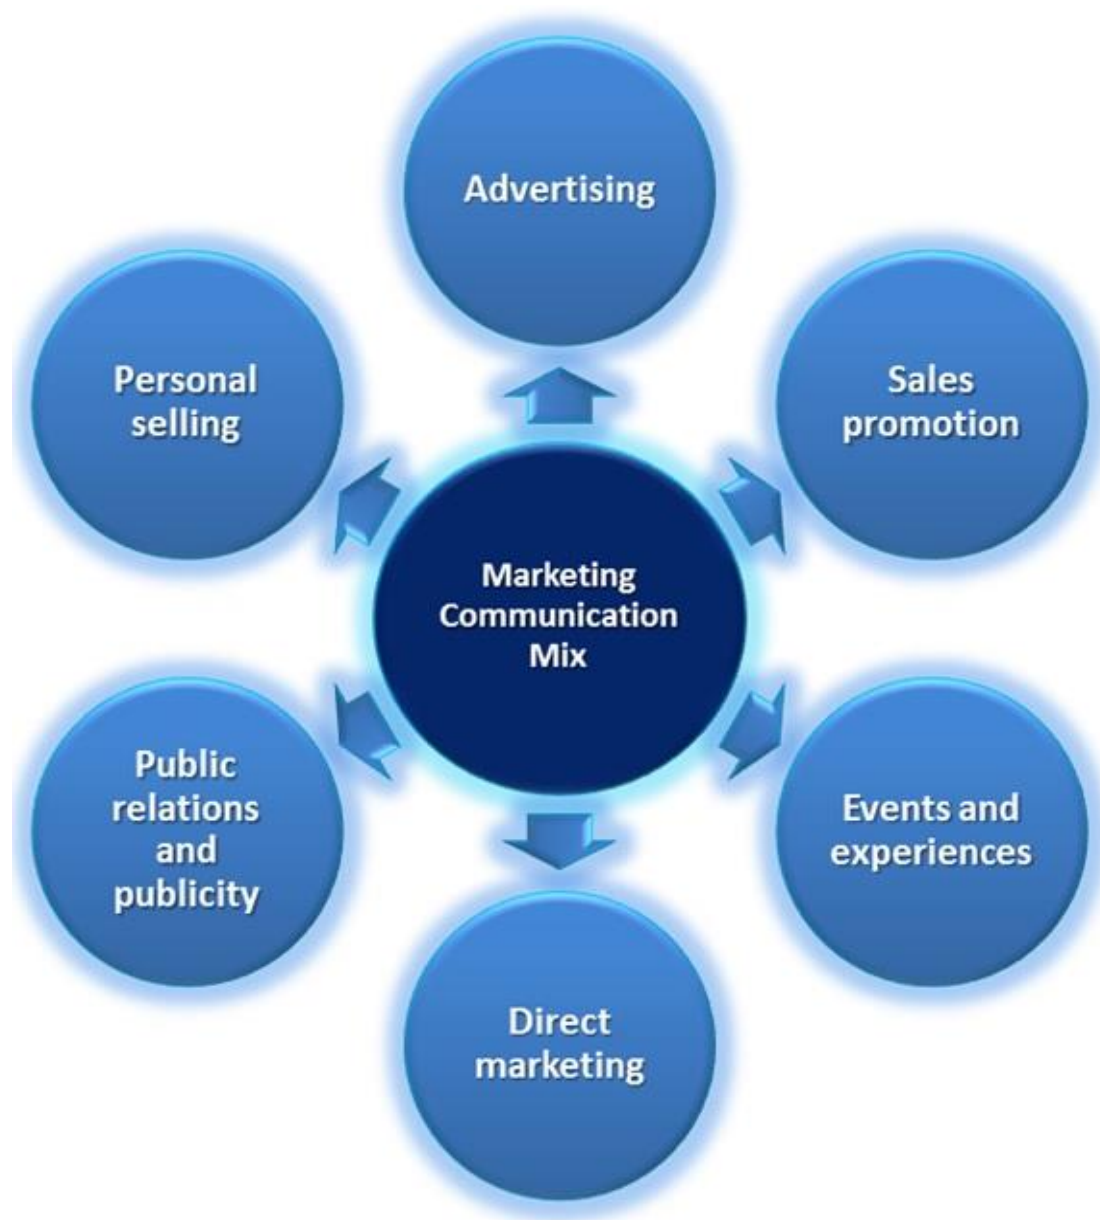 Advertising
Sales
promotion
Events and
experiences
Direct
marketing
Public
relations
and
publicity
Personal
selling
Marketing
Communication
Mix